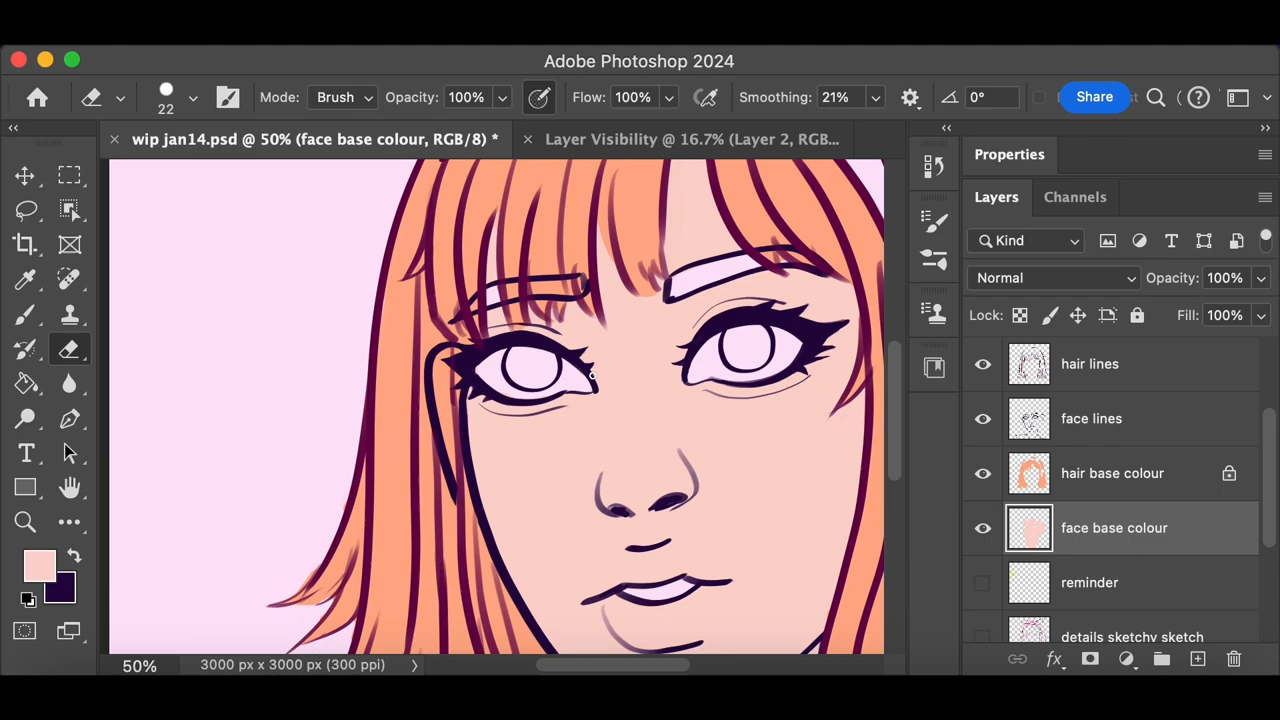 Adobe Photoshop 2024
22
Mode: Brush
Opacity: 100%
Flow: 100%
Smoothing: 21%
0°
Share
wip jan14.psd @ 50% (face base colour, RGB/8) *
Layer Visibility @ 16.7% (Layer 2, RGB...
Properties
Layers
Channels
Kind
Normal
Opacity: 100%
Lock:
Fill: 100%
hair lines
face lines
hair base colour
face base colour
reminder
details sketchy sketch
50%
3000 px x 3000 px (300 ppi)